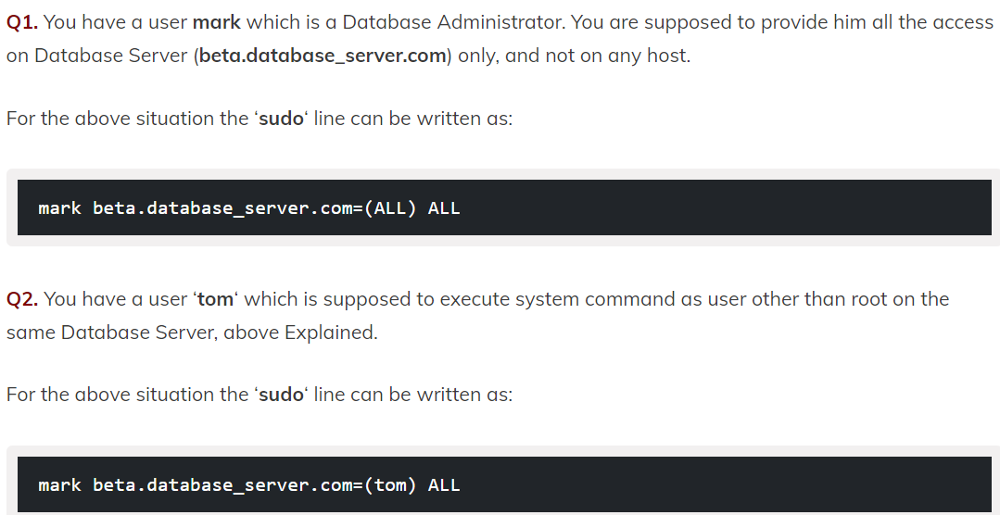 Q1. You have a user mark which is a Database Administrator. You are supposed to provide him all the access
on Database Server (beta.database_server.com) only, and not on any host.
For the above situation the ‘sudo‘ line can be written as:
mark beta.database_server.com=(ALL) ALL
Q2. You have a user ‘tom‘ which is supposed to execute system command as user other than root on the
same Database Server, above Explained.
For the above situation the ‘sudo‘ line can be written as:
mark beta.database_server.com=(tom) ALL